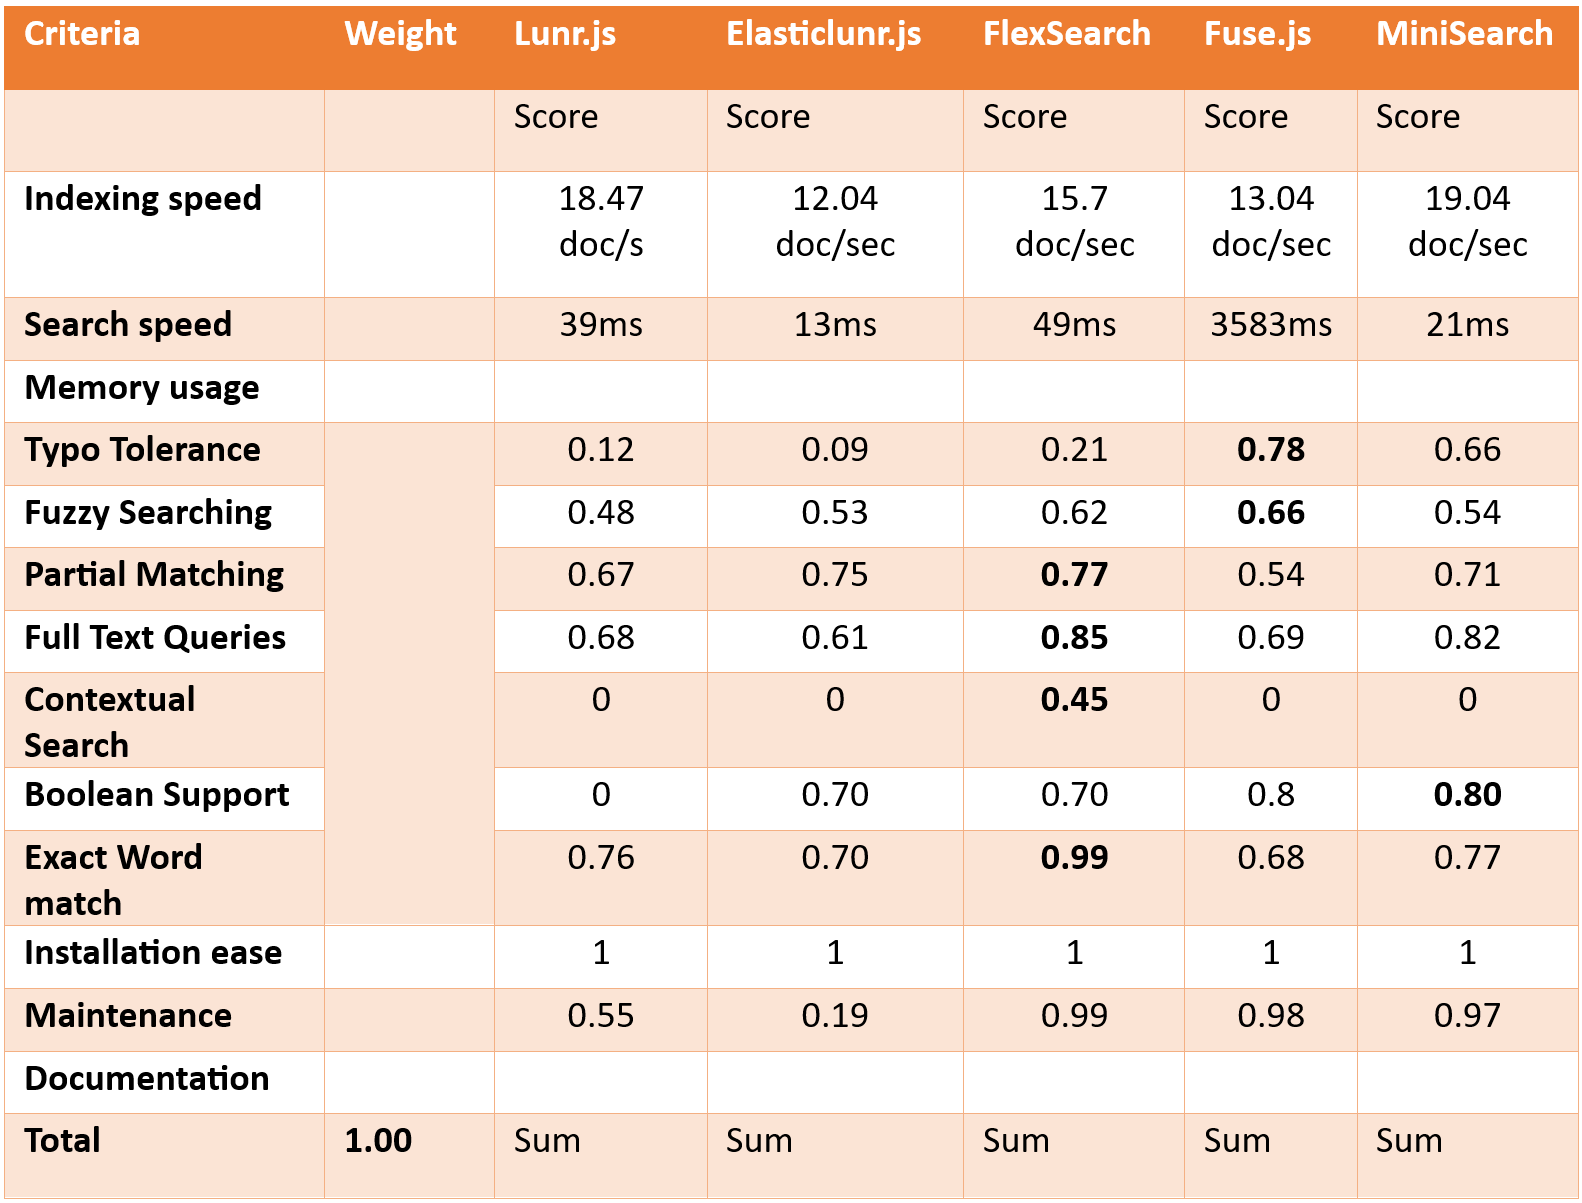 Criteria Weight Lunr.js Elasticlunr.js FlexSearch Fuse.js MiniSearch
Score Score Score Score Score
Indexing speed 18.47 12.04 15.7 13.04 19.04
doc/s doc/sec doc/sec doc/sec doc/sec
Search speed 39ms 13ms 49ms 3583ms 21ms
Memory usage
Typo Tolerance 0.12 0.09 0.21 0.78 0.66
Fuzzy Searching 0.48 0.53 0.62 0.66 0.54
Partial Matching 0.67 0.75 0.77 0.54 0.71
Full Text Queries 0.68 0.61 0.85 0.69 0.82
Contextual 0 0 0.45 0 0
Search
Boolean Support 0 0.70 0.70 0.8 0.80
Exact Word 0.76 0.70 0.99 0.68 0.77
match
Installation ease 1 1 1 1 1
Maintenance 0.55 0.19 0.99 0.98 0.97
Documentation
Total 1.00 Sum Sum Sum Sum Sum